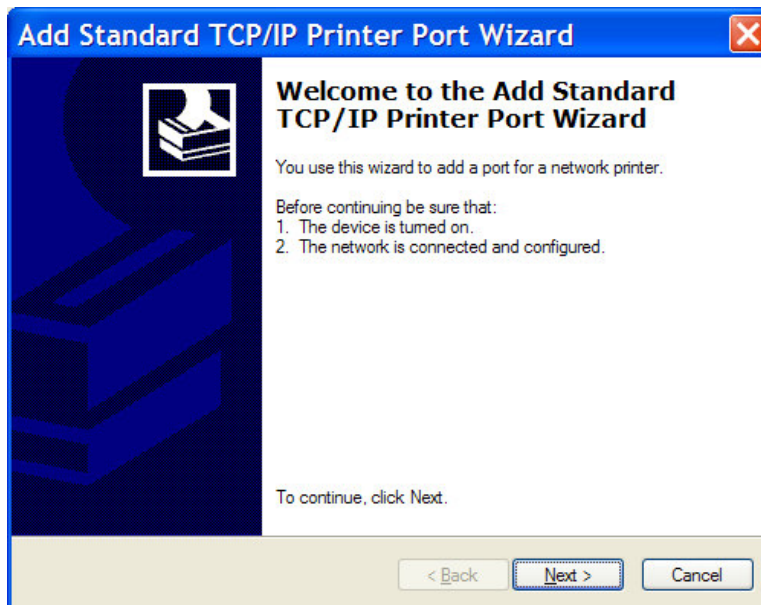 Add Standard TCP/IP Printer Port Wizard
Welcome to the Add Standard
TCP/IP Printer Port Wizard
You use this wizard to add a port for a network printer.
Before continuing be sure that:
1. The device is turned on.
2. The network is connected and configured.
To continue, click Next.
< Back Next > Cancel